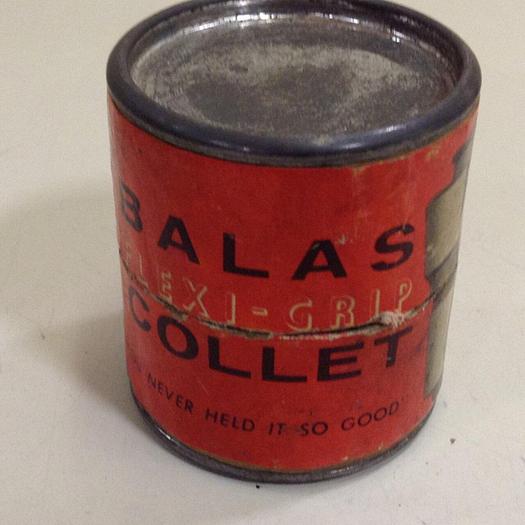 BALAS
FLEXI-GRIP
COLLET
NEVER HELD IT SO GOOD"